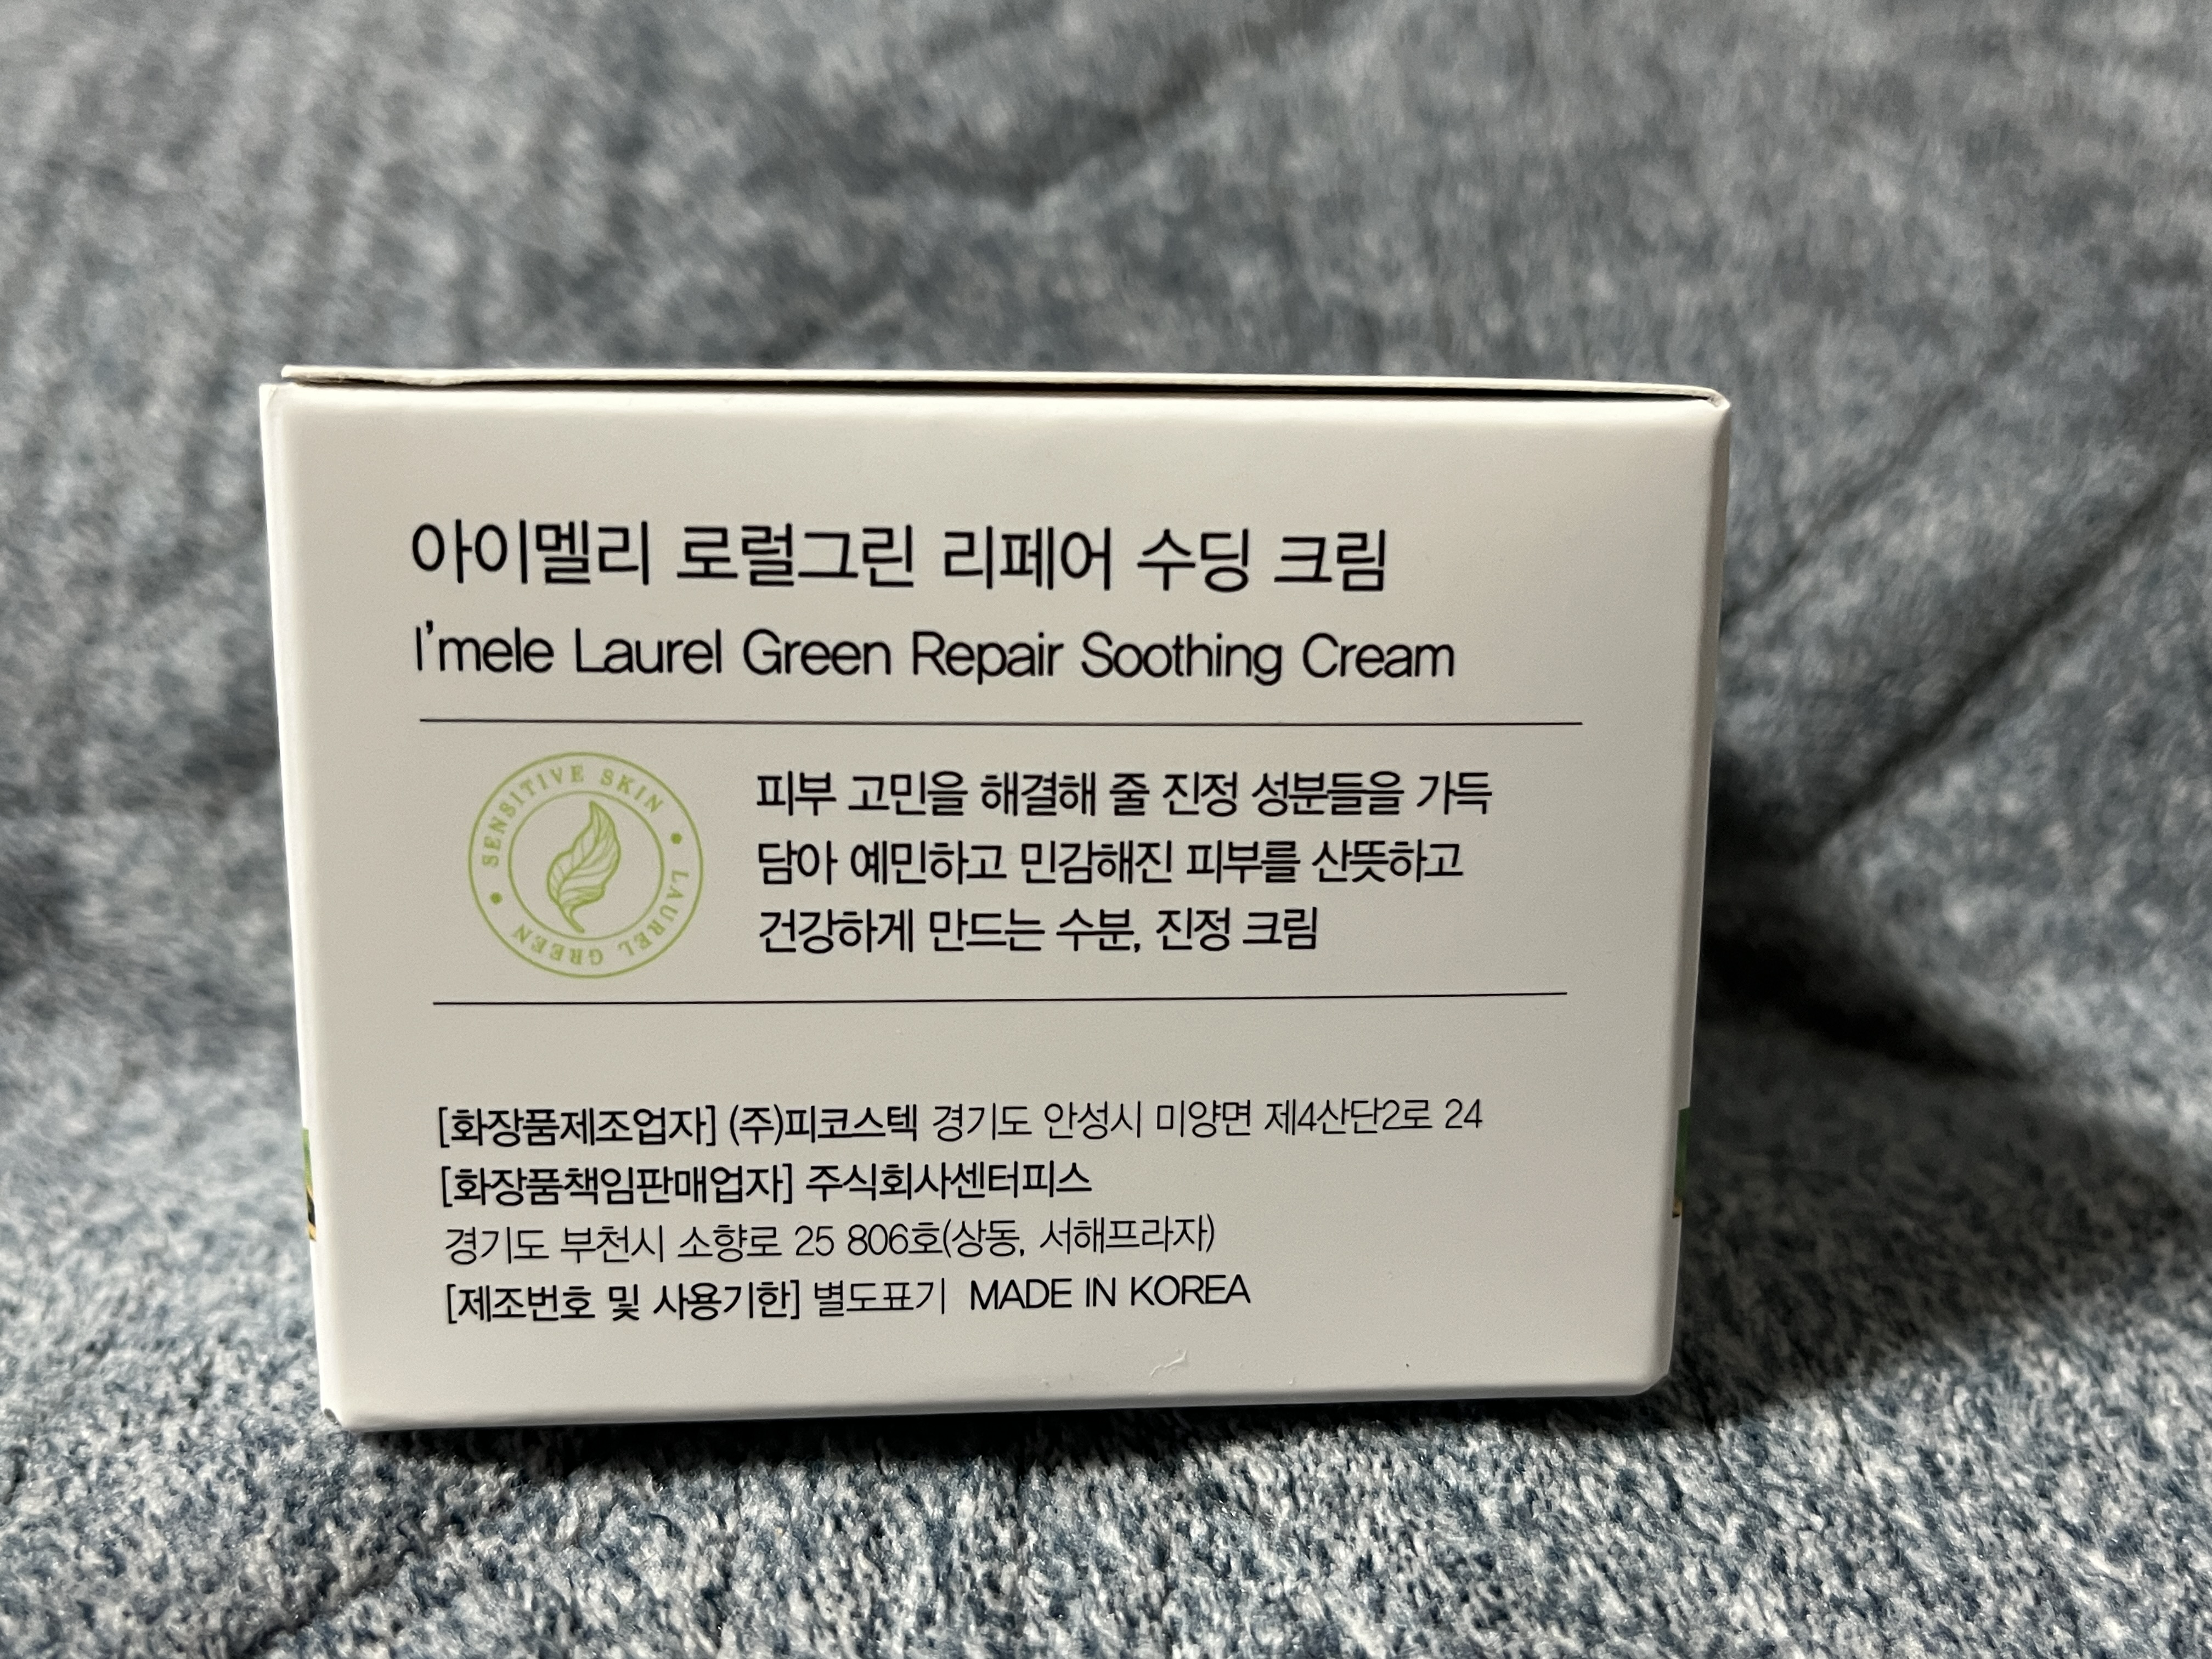 아이멜리 로럴그린 리페어 수딩 크림
I'mele Laurel Green Repair Soothing Cream
SENSITIVE SKIN • LAUREL GREEN •
피부 고민을 해결해 줄 진정 성분들을 가득
담아 예민하고 민감해진 피부를 산뜻하고
건강하게 만드는 수분, 진정 크림
[화장품제조업자] (주)피코스텍 경기도 안성시 미양면 제4산단2로 24
[화장품책임판매업자] 주식회사센터피스
경기도 부천시 소향로 25 806호(상동, 서해프라자)
[제조번호 및 사용기한] 별도표기 MADE IN KOREA